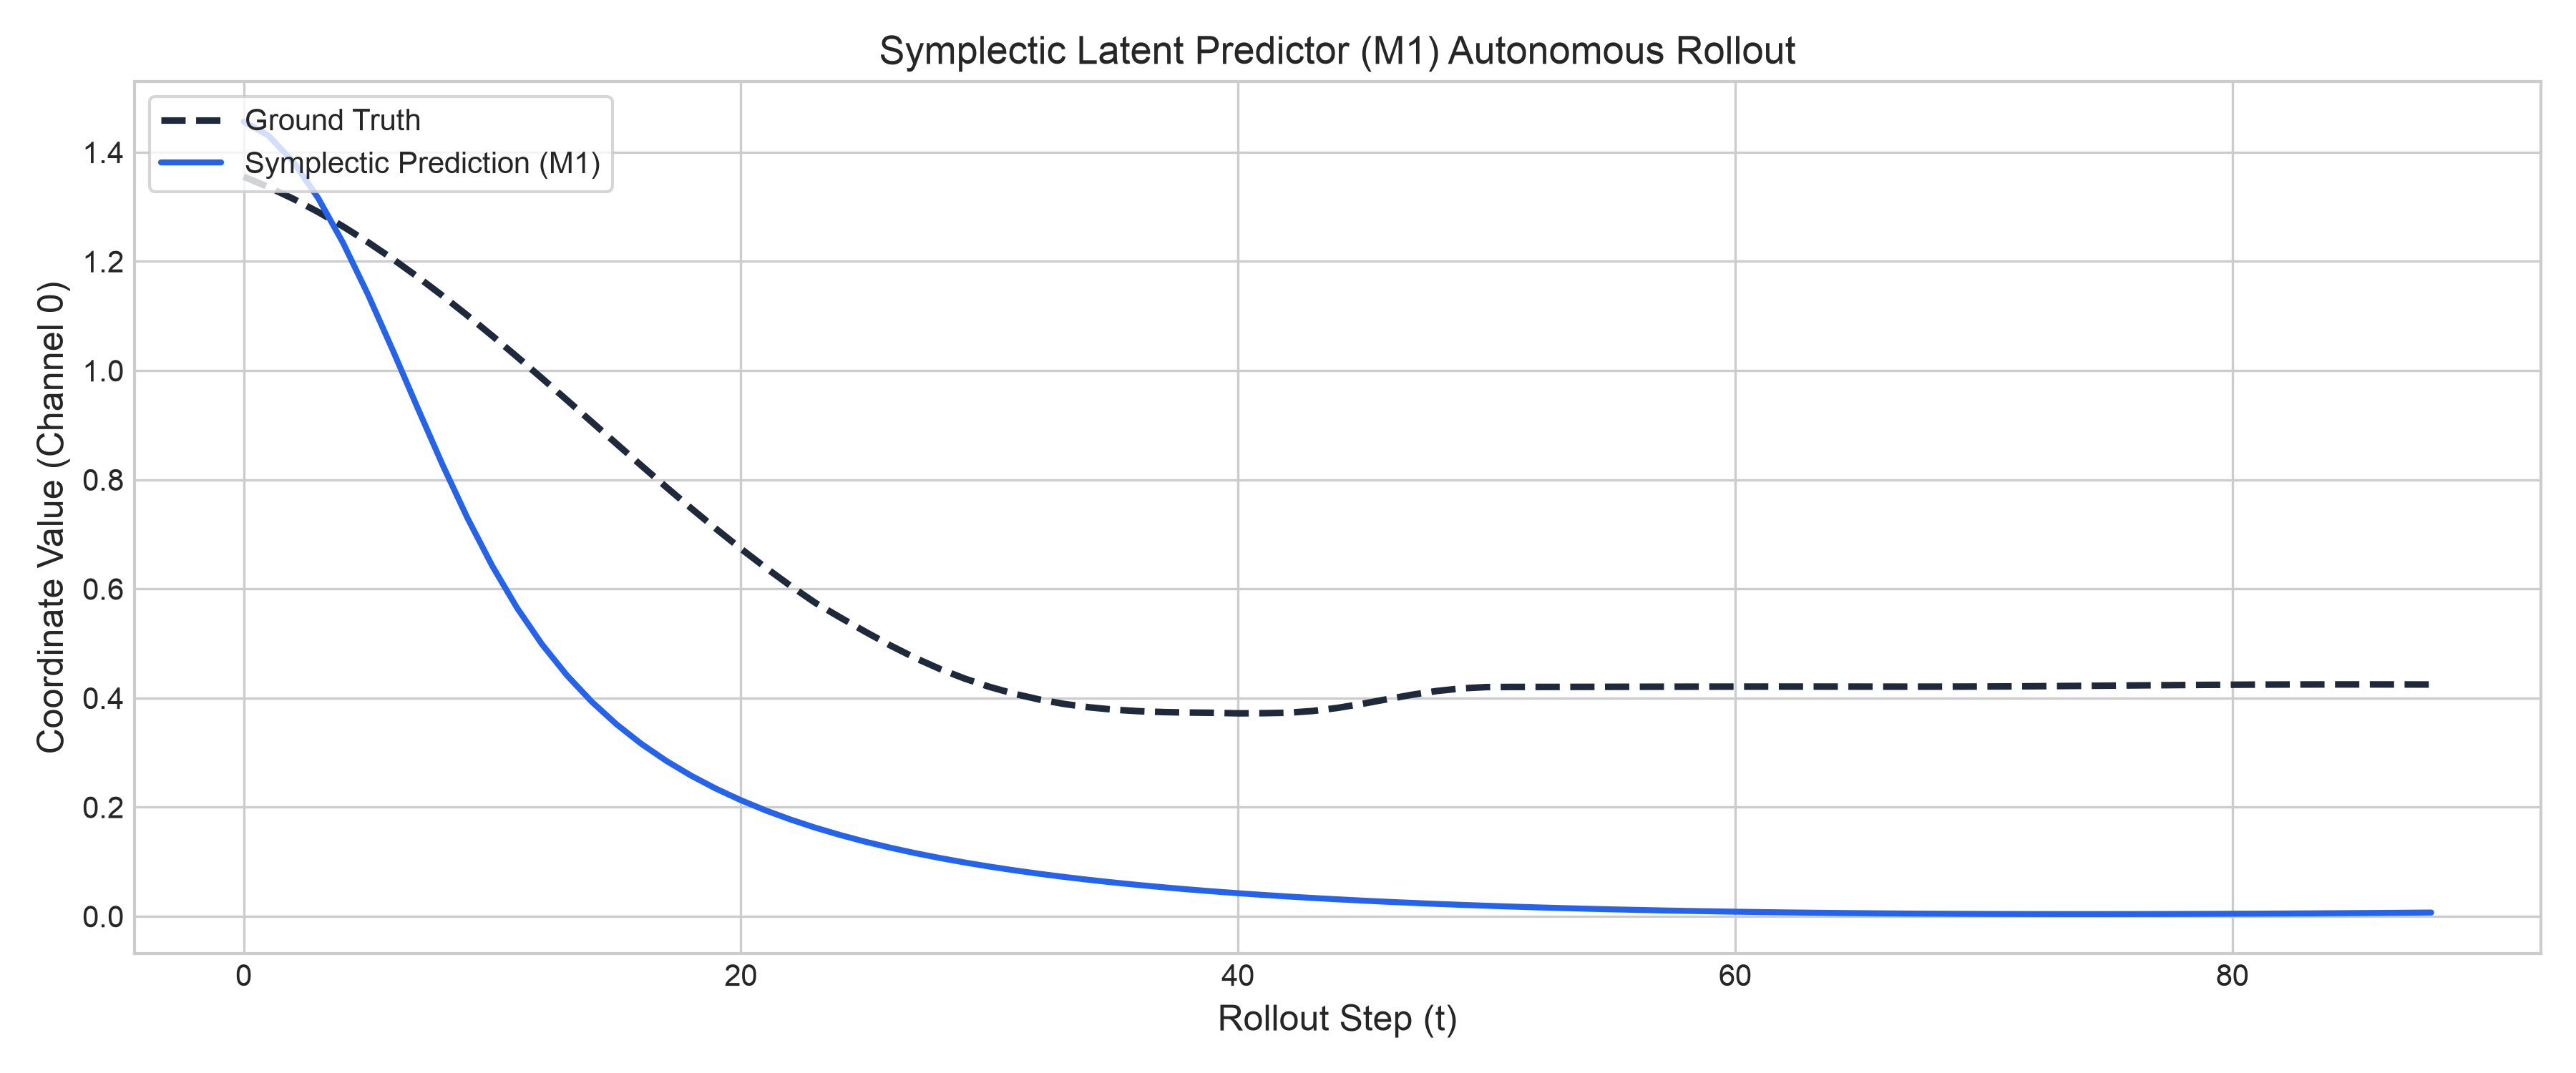 Symplectic Latent Predictor (M1) Autonomous Rollout
Ground Truth
Symplectic Prediction (M1)
Coordinate Value (Channel 0)
1.4
1.2
1.0
0.8
0.6
0.4
0.2
0.0
0 20 40 60 80
Rollout Step (t)